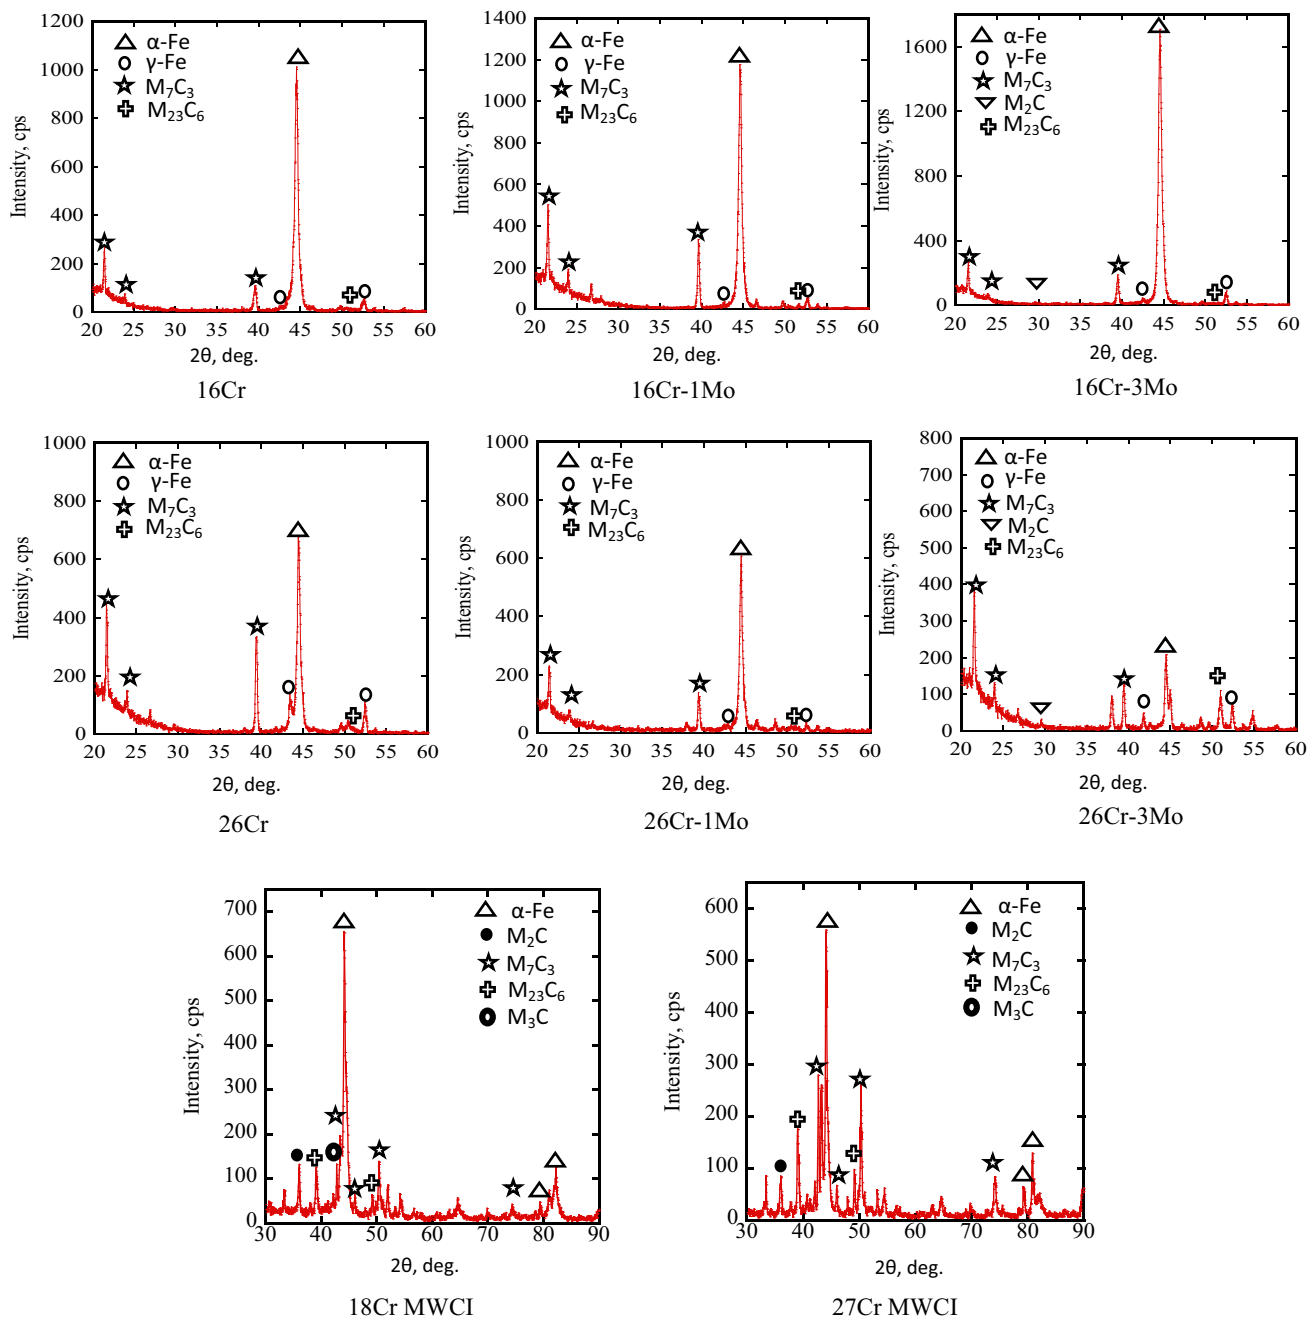 1200
1000
800
600
400
200
0
Intensity, cps
α-Fe
γ-Fe
M₇C₃
M₂₃C₆
20 25 30 35 40 45 50 55 60
2θ, deg.
16Cr
1400
1200
1000
800
600
400
200
0
Intensity, cps
α-Fe
γ-Fe
M₇C₃
M₂₃C₆
20 25 30 35 40 45 50 55 60
2θ, deg.
16Cr-1Mo
1600
1200
800
400
0
Intensity, cps
α-Fe
γ-Fe
M₇C₃
M₂C
M₂₃C₆
20 25 30 35 40 45 50 55 60
2θ, deg.
16Cr-3Mo
1000
800
600
400
200
0
Intensity, cps
α-Fe
γ-Fe
M₇C₃
M₂₃C₆
20 25 30 35 40 45 50 55 60
2θ, deg.
26Cr
1000
800
600
400
200
0
Intensity, cps
α-Fe
γ-Fe
M₇C₃
M₂₃C₆
20 25 30 35 40 45 50 55 60
2θ, deg.
26Cr-1Mo
800
700
600
500
400
300
200
100
0
Intensity, cps
α-Fe
γ-Fe
M₇C₃
M₂C
M₂₃C₆
20 25 30 35 40 45 50 55 60
2θ, deg.
26Cr-3Mo
700
600
500
400
300
200
100
0
Intensity, cps
α-Fe
M₂C
M₇C₃
M₂₃C₆
M₃C
30 40 50 60 70 80 90
2θ, deg.
18Cr MWCI
600
500
400
300
200
100
0
Intensity, cps
α-Fe
M₂C
M₇C₃
M₂₃C₆
M₃C
30 40 50 60 70 80 90
2θ, deg.
27Cr MWCI